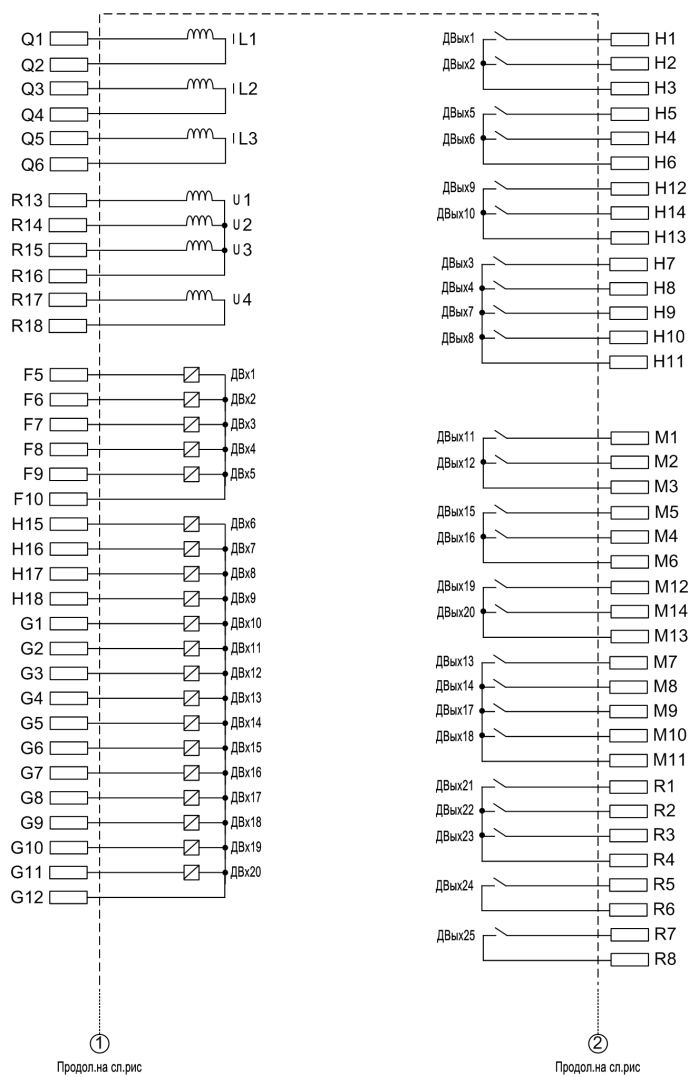 Q1 IL1
Q2
Q3 IL2
Q4
Q5 IL3
Q6
R13 U1
R14 U2
R15 U3
R16
R17 U4
R18
F5 ДВх1
F6 ДВх2
F7 ДВх3
F8 ДВх4
F9 ДВх5
F10
H15 ДВх6
H16 ДВх7
H17 ДВх8
H18 ДВх9
G1 ДВх10
G2 ДВх11
G3 ДВх12
G4 ДВх13
G5 ДВх14
G6 ДВх15
G7 ДВх16
G8 ДВх17
G9 ДВх18
G10 ДВх19
G11 ДВх20
G12
1
Продол.на сл.рис
ДВых1 H1
ДВых2 H2
H3
ДВых5 H5
ДВых6 H4
H6
ДВых9 H12
ДВых10 H14
H13
ДВых3 H7
ДВых4 H8
ДВых7 H9
ДВых8 H10
H11
ДВых11 M1
ДВых12 M2
M3
ДВых15 M5
ДВых16 M4
M6
ДВых19 M12
ДВых20 M14
M13
ДВых13 M7
ДВых14 M8
ДВых17 M9
ДВых18 M10
M11
ДВых21 R1
ДВых22 R2
ДВых23 R3
R4
ДВых24 R5
R6
ДВых25 R7
R8
2
Продол.на сл.рис